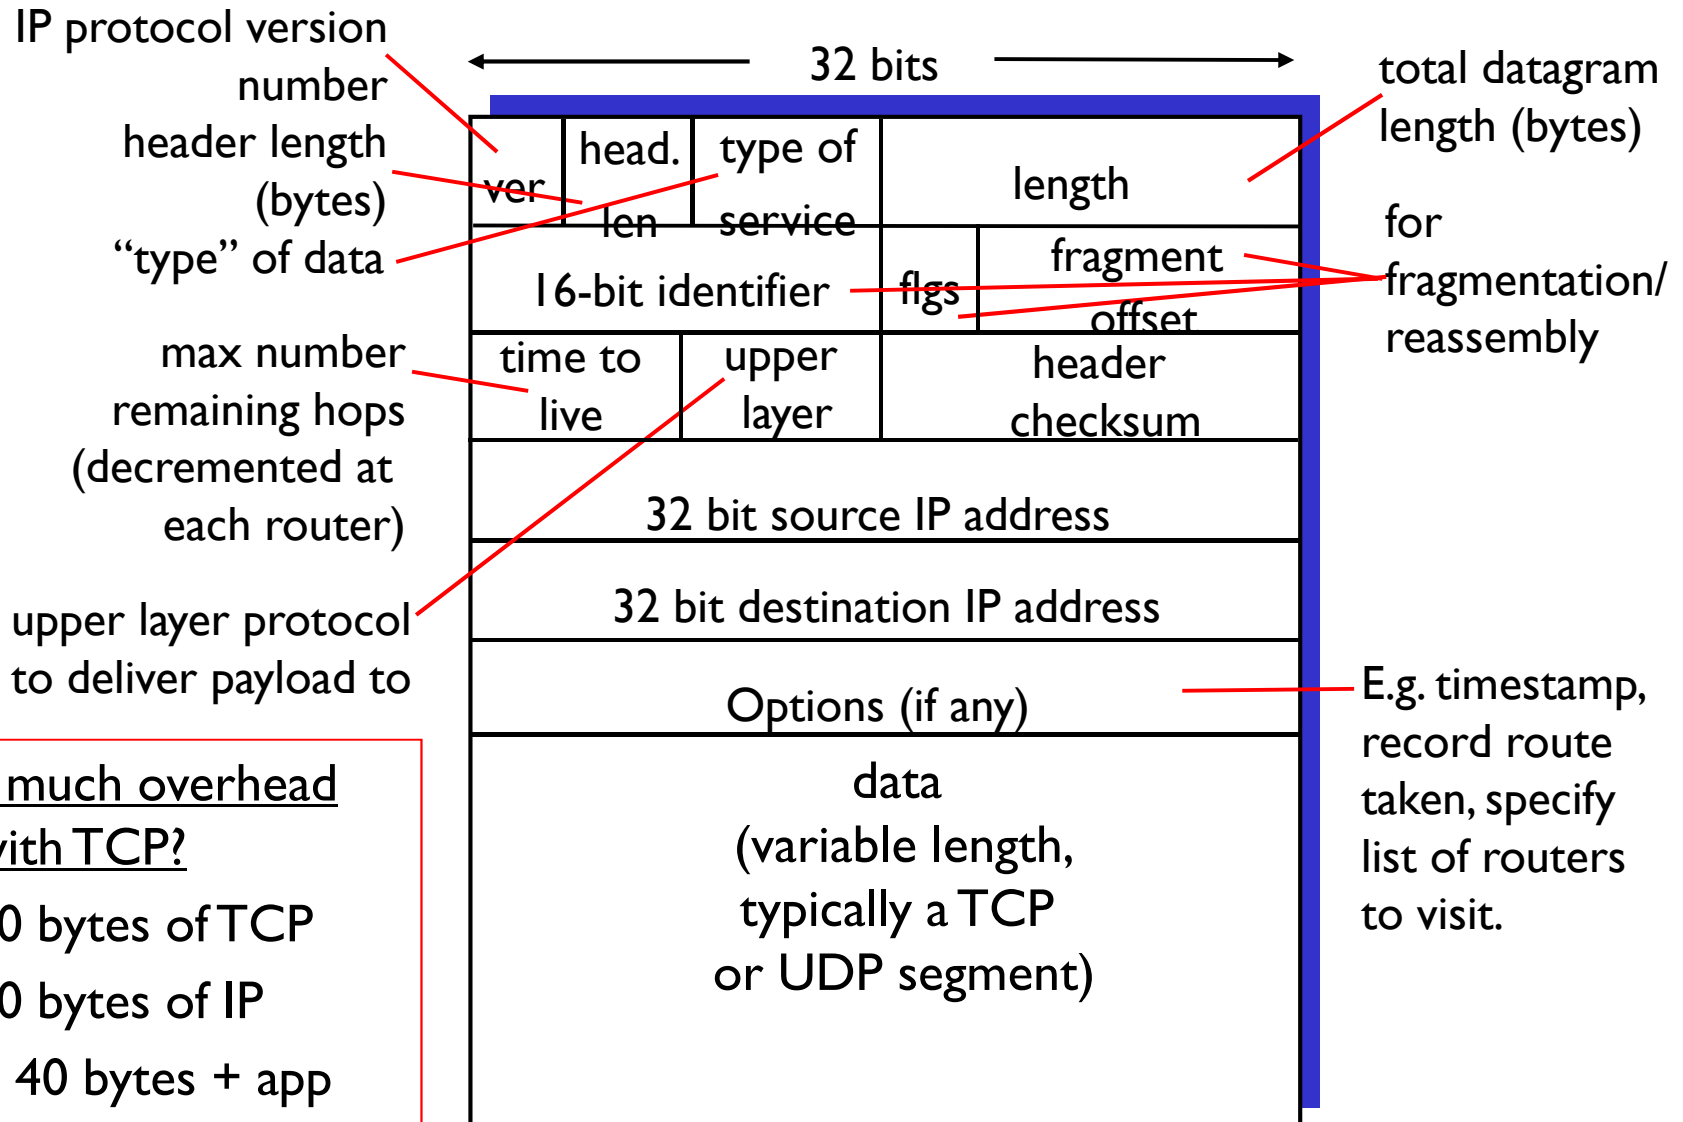 IP protocol version
number
header length
(bytes)
“type” of data
max number
remaining hops
(decremented at
each router)
upper layer protocol
to deliver payload to
much overhead
with TCP?
0 bytes of TCP
0 bytes of IP
40 bytes + app
32 bits
ver
head.
len
type of
service
length
16-bit identifier
flgs
fragment
offset
time to
live
upper
layer
header
checksum
32 bit source IP address
32 bit destination IP address
Options (if any)
data
(variable length,
typically a TCP
or UDP segment)
total datagram
length (bytes)
for
fragmentation/
reassembly
E.g. timestamp,
record route
taken, specify
list of routers
to visit.